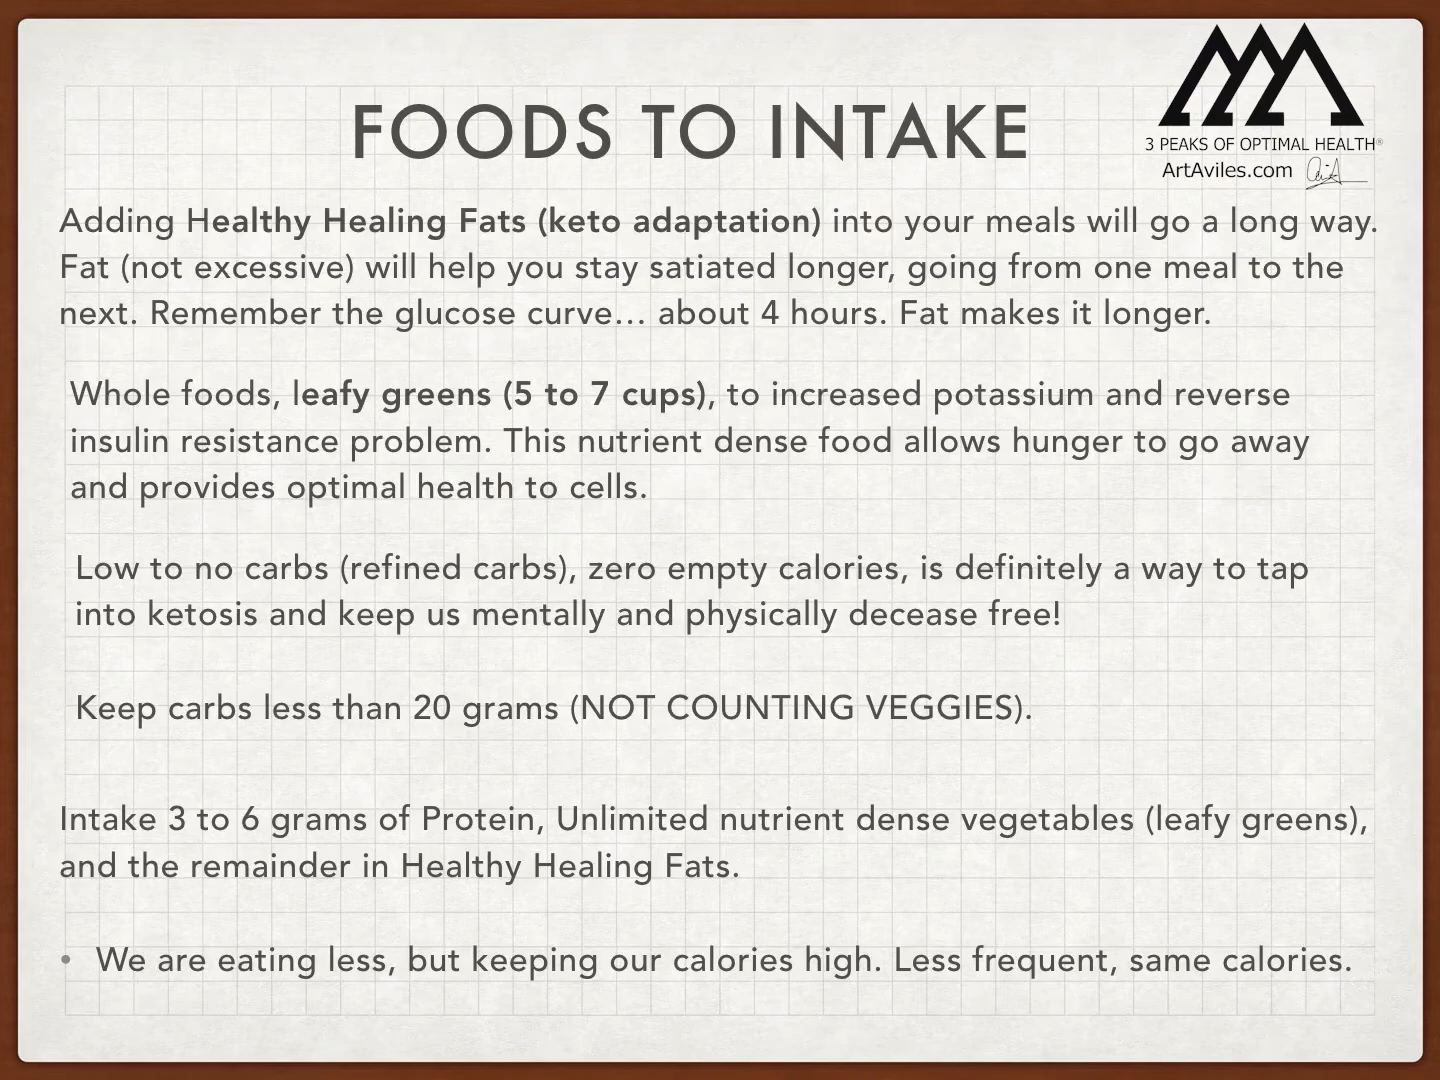 FOODS TO INTAKE
3 PEAKS OF OPTIMAL HEALTH®
ArtAviles.com
Adding Healthy Healing Fats (keto adaptation) into your meals will go a long way.
Fat (not excessive) will help you stay satiated longer, going from one meal to the
next. Remember the glucose curve… about 4 hours. Fat makes it longer.
Whole foods, leafy greens (5 to 7 cups), to increased potassium and reverse
insulin resistance problem. This nutrient dense food allows hunger to go away
and provides optimal health to cells.
Low to no carbs (refined carbs), zero empty calories, is definitely a way to tap
into ketosis and keep us mentally and physically decease free!
Keep carbs less than 20 grams (NOT COUNTING VEGGIES).
Intake 3 to 6 grams of Protein, Unlimited nutrient dense vegetables (leafy greens),
and the remainder in Healthy Healing Fats.
• We are eating less, but keeping our calories high. Less frequent, same calories.